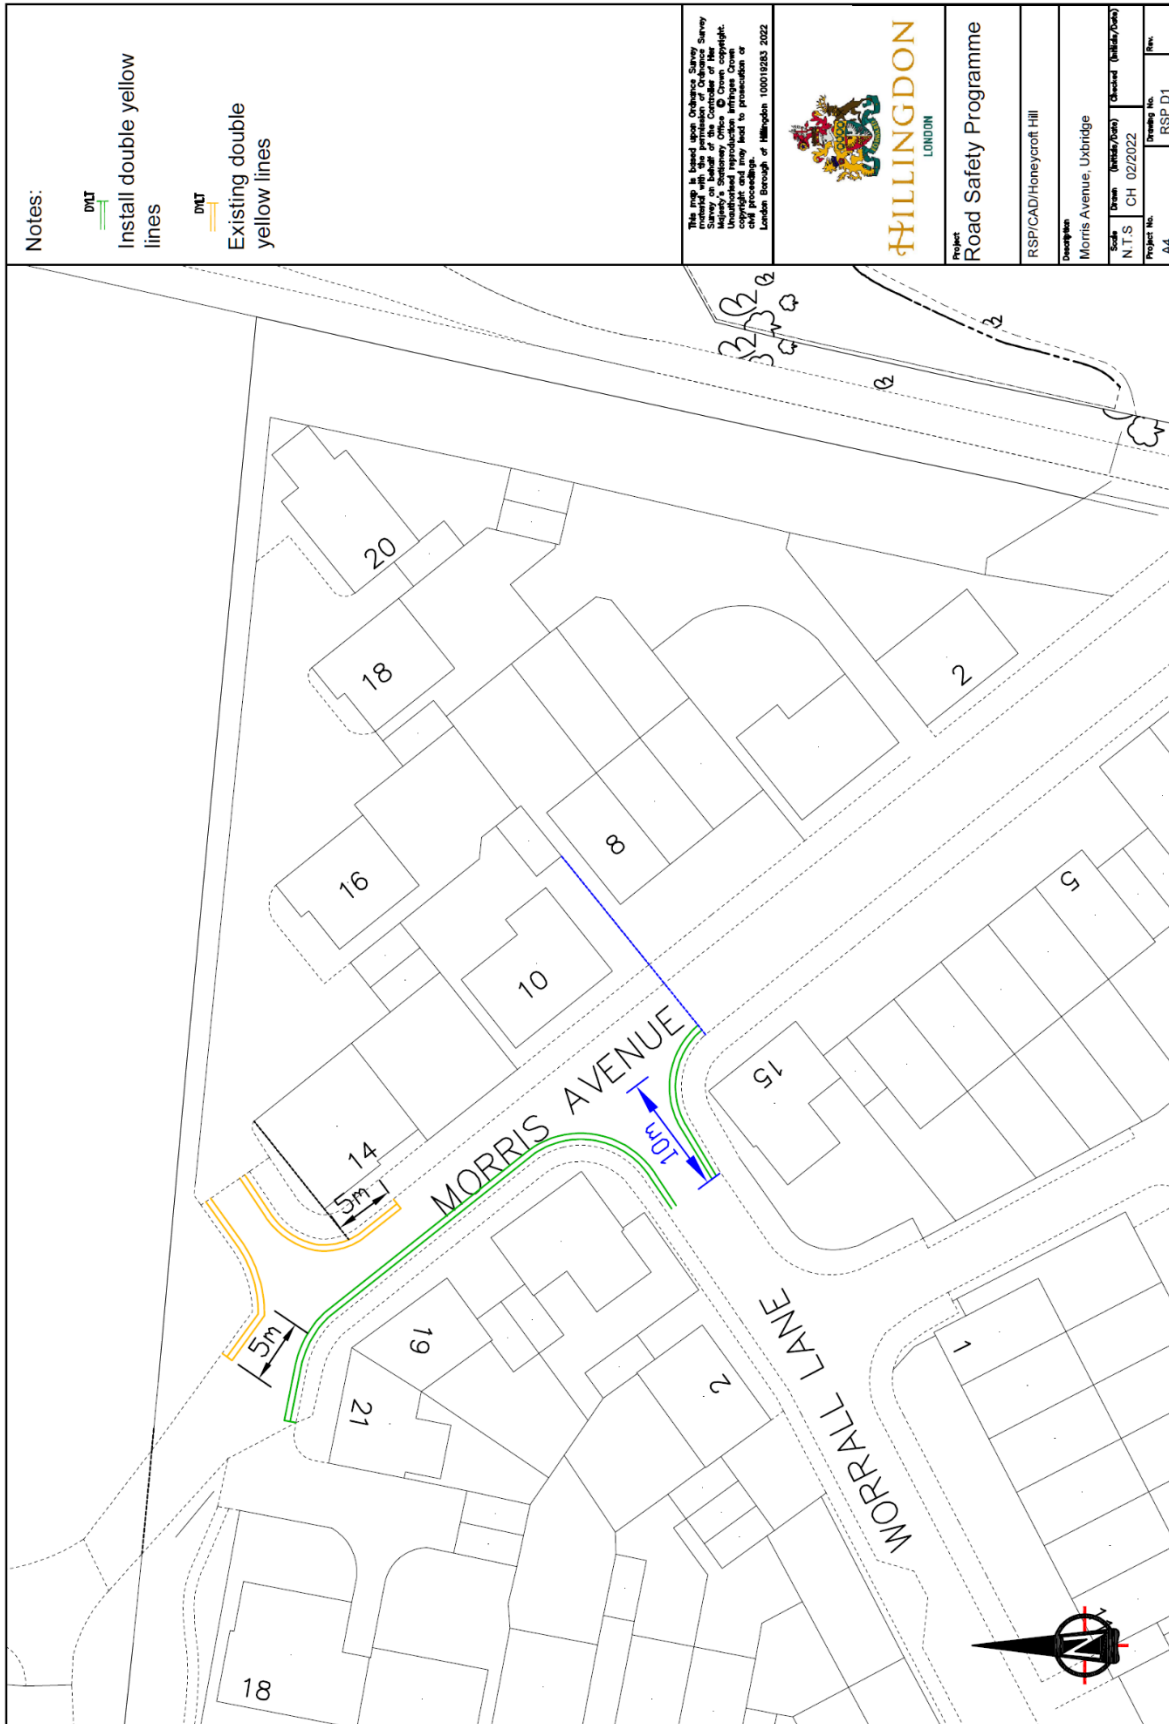 Notes:
DYLT
Install double yellow
lines
DYLT
Existing double
yellow lines
This map is based upon Ordnance Survey
material with the permission of Ordnance Survey
Survey on behalf of the Controller of Her
Majesty's Stationery Office © Crown copyright.
Unauthorised reproduction infringes Crown
copyright and may lead to prosecution or
civil proceedings.
London Borough of Hillingdon 100019283 2022
HILLINGDON
LONDON
Project
Road Safety Programme
RSP/CAD/Honeycroft Hill
Description
Morris Avenue, Uxbridge
Scale
N.T.S
Drawn (Initials/Date)
CH 02/2022
Checked (Initials/Date)
Project No.
A4
Drawing No.
RSP D1
Rev.
20
18
16
10
8
2
14
5m
5m
MORRIS AVENUE
10m
15
5
19
21
2
WORRALL LANE
1
18
N